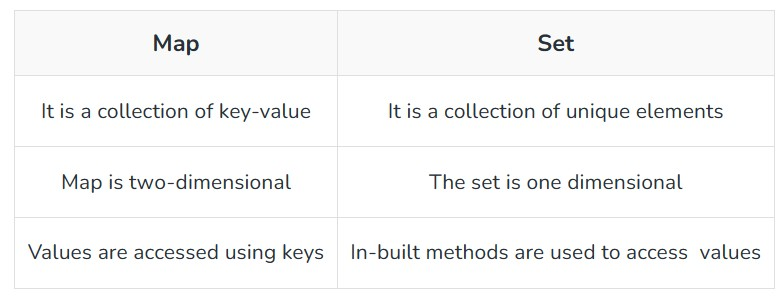 Map Set
It is a collection of key-value It is a collection of unique elements
Map is two-dimensional The set is one dimensional
Values are accessed using keys In-built methods are used to access  values